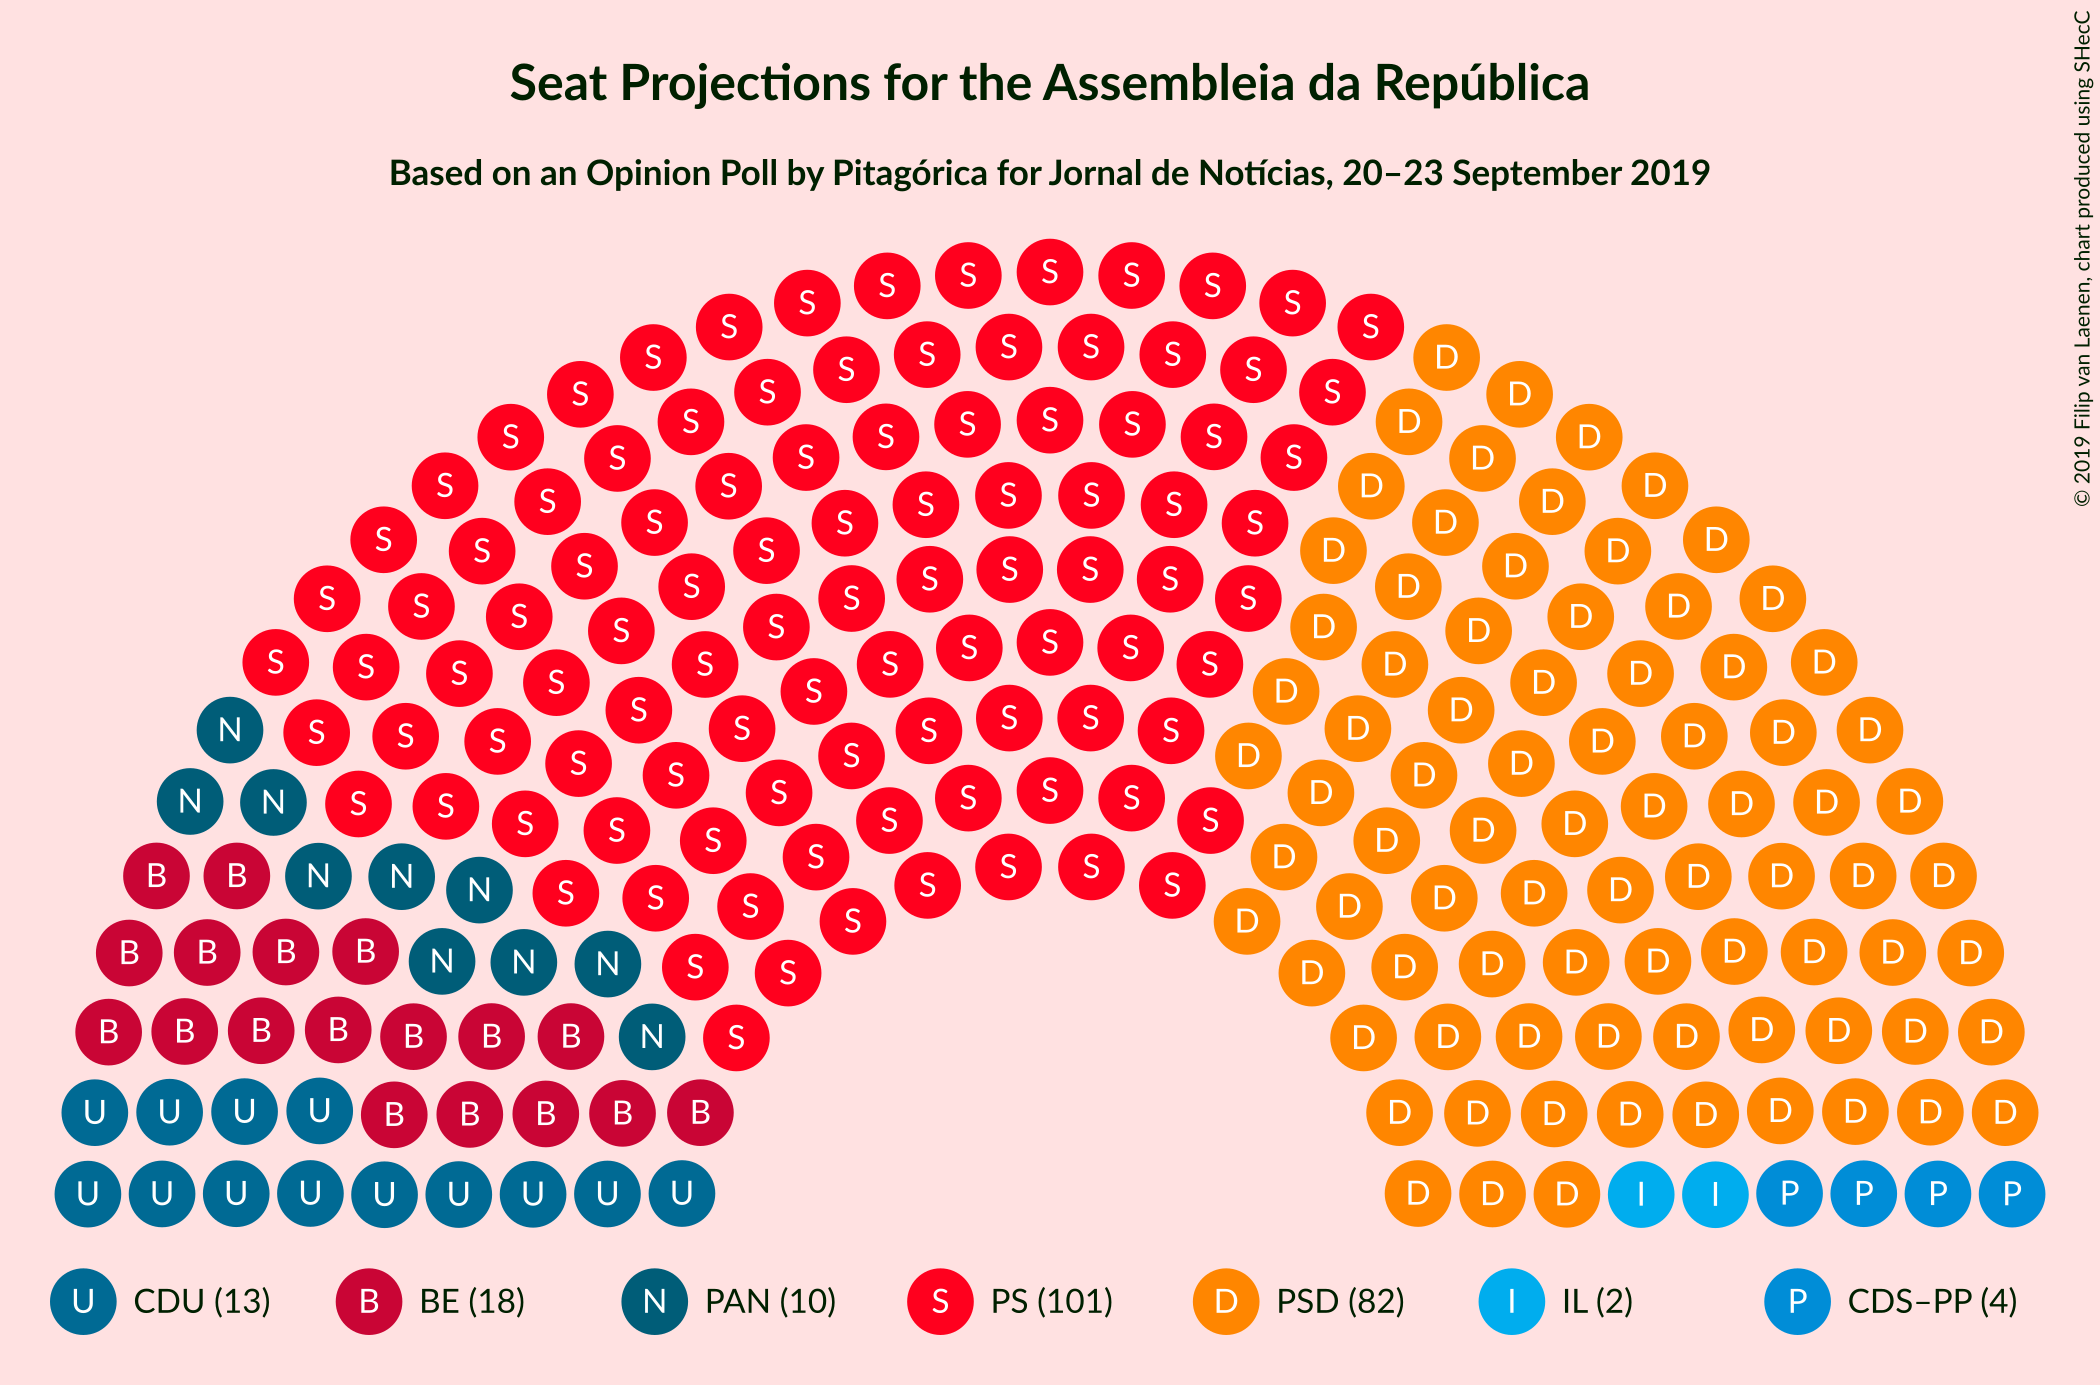 Seat Projections for the Assembleia da República
Based on an Opinion Poll by Pitagórica for Jornal de Notícias, 20–23 September 2019
© 2019 Filip van Laenen, chart produced using SHecC
U U B B B N N S S S S S S S S S S S S S S S S D D D D D D D D D D D D D P
U U B B B N S S S S S S S S S S S S S S S D D D D D D D D D D D D P
U U B B N S S S S S S S S S S S S S S D D D D D D D D D D D P
U U B B N S S S S S S S S S S S S D D D D D D D D D D P
U B B N N S S S S S S S S S S S D D D D D D D D D I
U B B N S S S S S S S S S S D D D D D D D D I
U B B N S S S S S S S S D D D D D D D D
U B N S S S S S S S S D D D D D D
U B S S S S S S S D D D D D
U CDU (13) B BE (18) N PAN (10) S PS (101) D PSD (82) I IL (2) P CDS–PP (4)